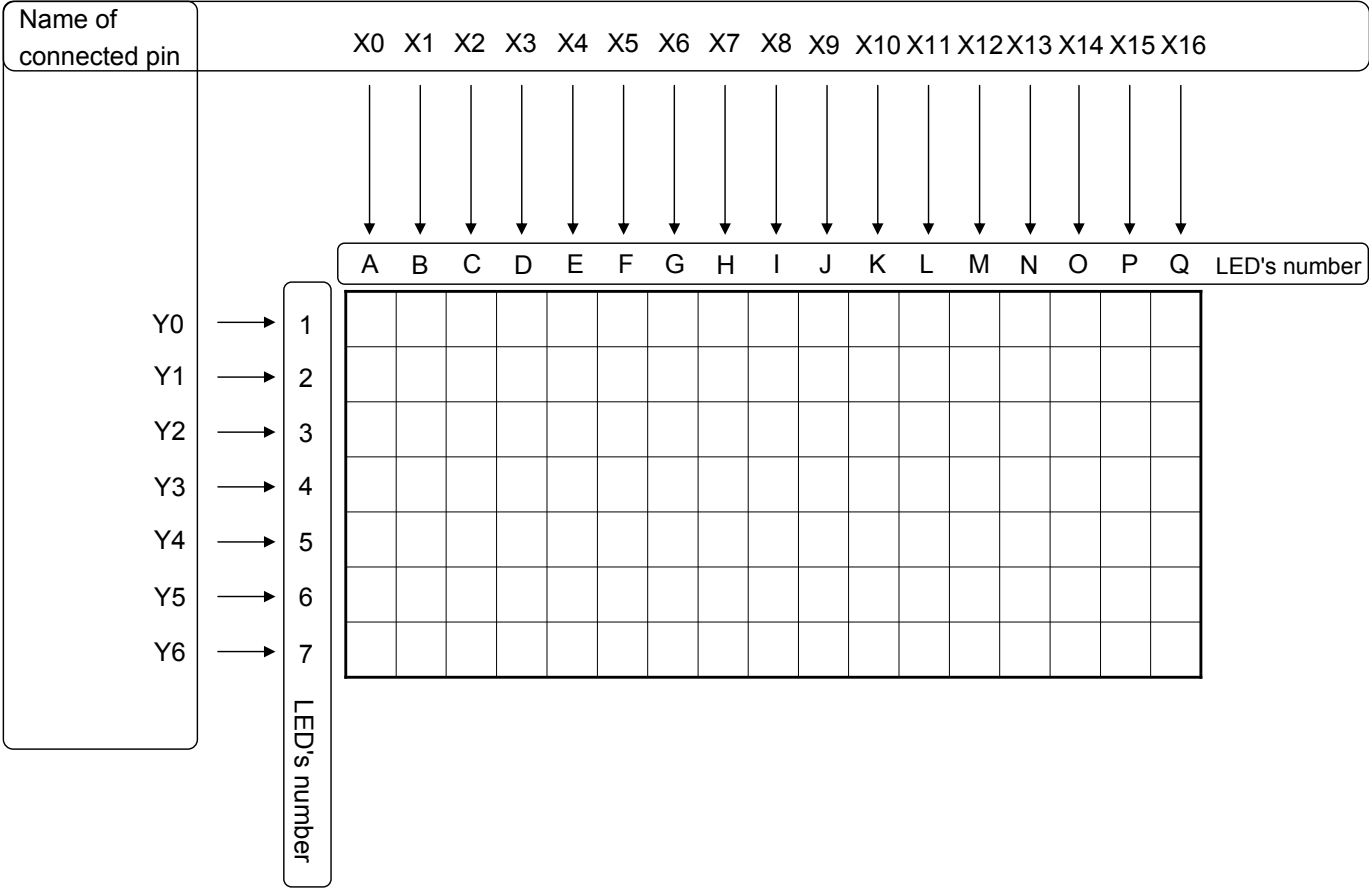 Name of
connected pin
X0 X1 X2 X3 X4 X5 X6 X7 X8 X9 X10 X11 X12 X13 X14 X15 X16
A B C D E F G H I J K L M N O P Q LED's number
Y0 1
Y1 2
Y2 3
Y3 4
Y4 5
Y5 6
Y6 7
LED's number